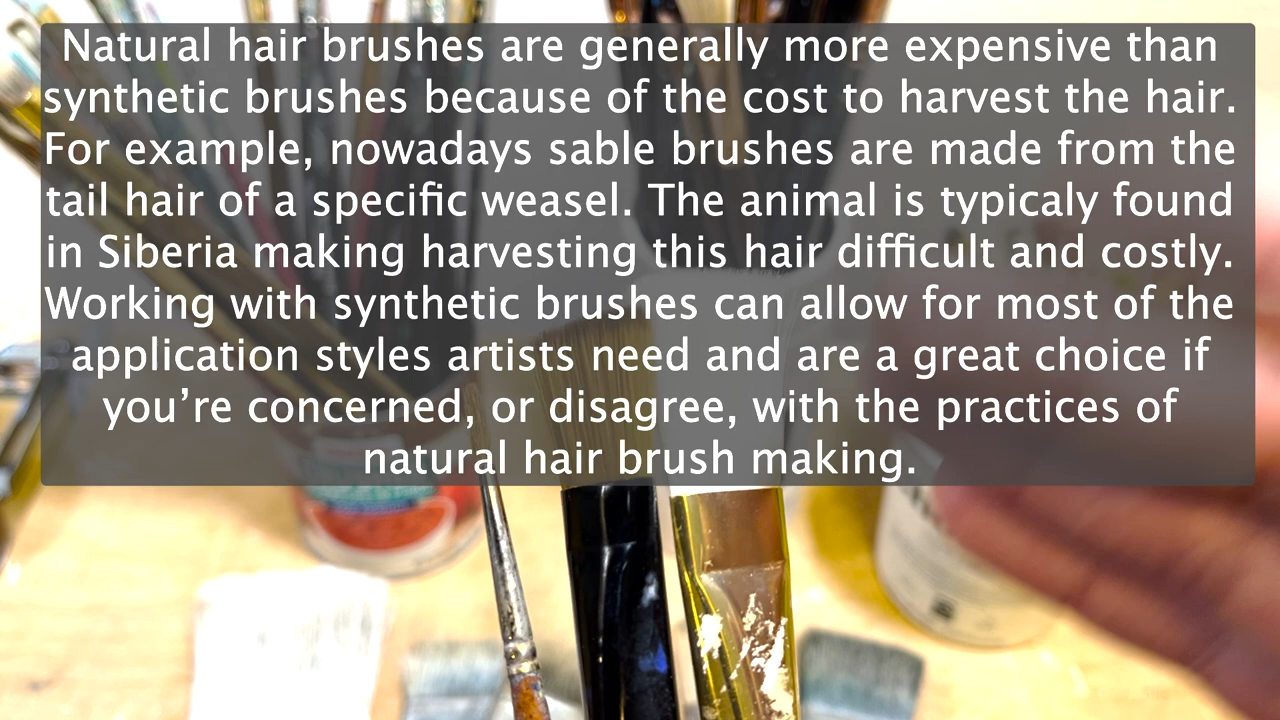 Natural hair brushes are generally more expensive than
synthetic brushes because of the cost to harvest the hair.
For example, nowadays sable brushes are made from the
tail hair of a specific weasel. The animal is typicaly found
in Siberia making harvesting this hair difficult and costly.
Working with synthetic brushes can allow for most of the
application styles artists need and are a great choice if
you’re concerned, or disagree, with the practices of
natural hair brush making.